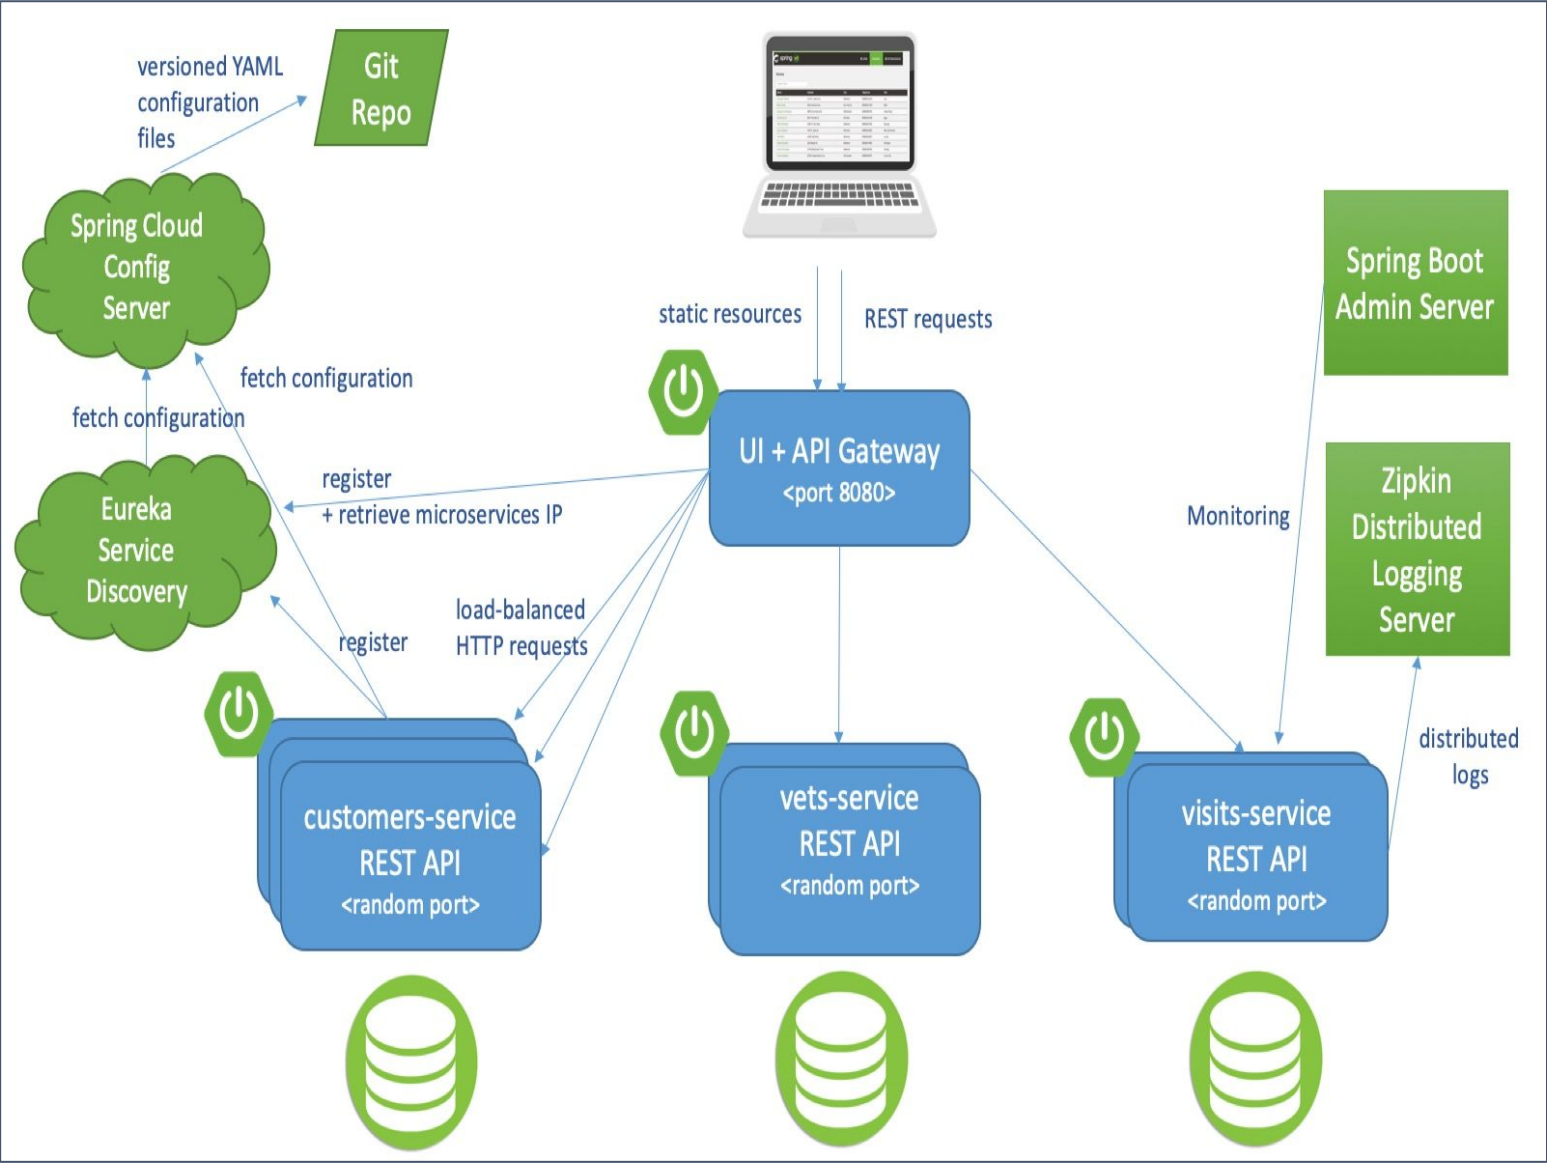 versioned YAML
configuration
files
Git
Repo
spring
Spring Cloud
Config
Server
static resources
REST requests
Spring Boot
Admin Server
fetch configuration
fetch configuration
UI + API Gateway
<port 8080>
register
+ retrieve microservices IP
Eureka
Service
Discovery
Monitoring
Zipkin
Distributed
Logging
Server
register
load-balanced
HTTP requests
distributed
logs
customers-service
REST API
<random port>
vets-service
REST API
<random port>
visits-service
REST API
<random port>